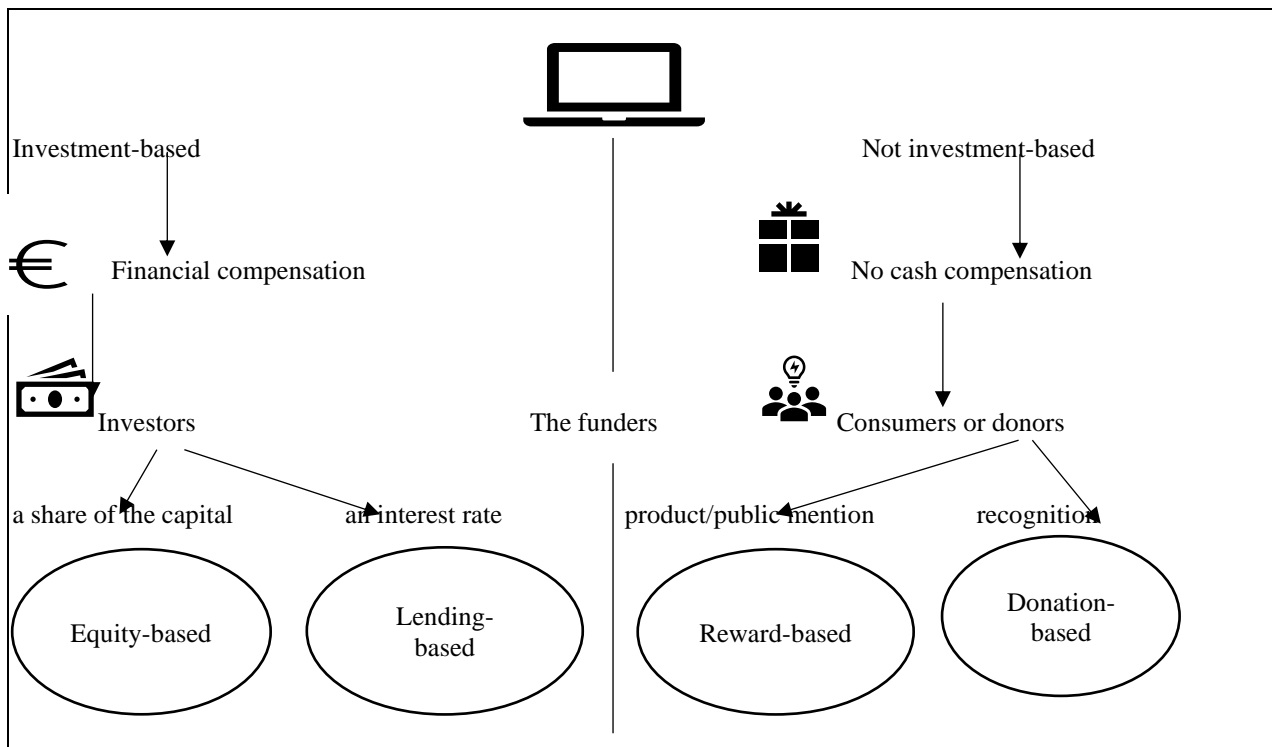 Investment-based
Not investment-based
Financial compensation
No cash compensation
Investors
The funders
Consumers or donors
a share of the capital
an interest rate
product/public mention
recognition
Equity-based
Lending-
based
Reward-based
Donation-
based